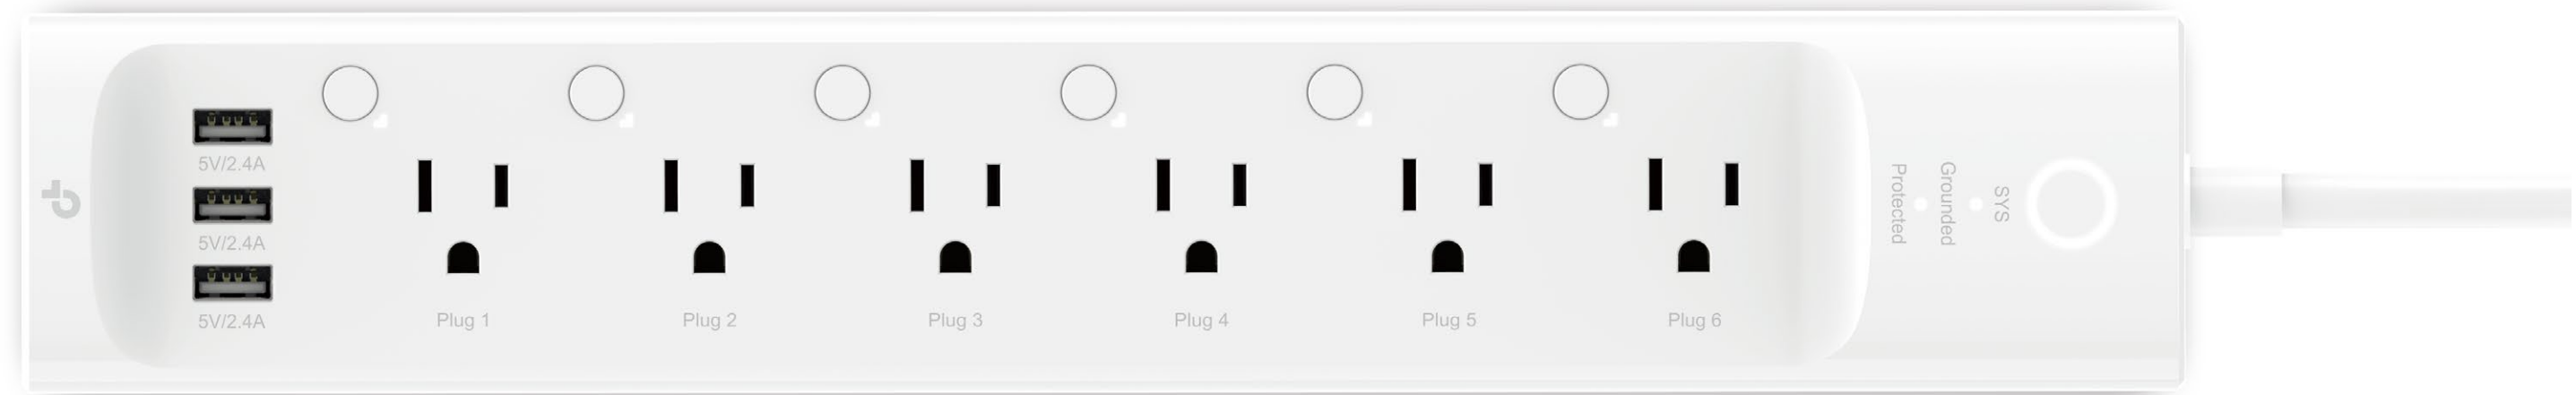 5V/2.4A
5V/2.4A
5V/2.4A
Plug 1
Plug 2
Plug 3
Plug 4
Plug 5
Plug 6
Protected
Grounded
SYS